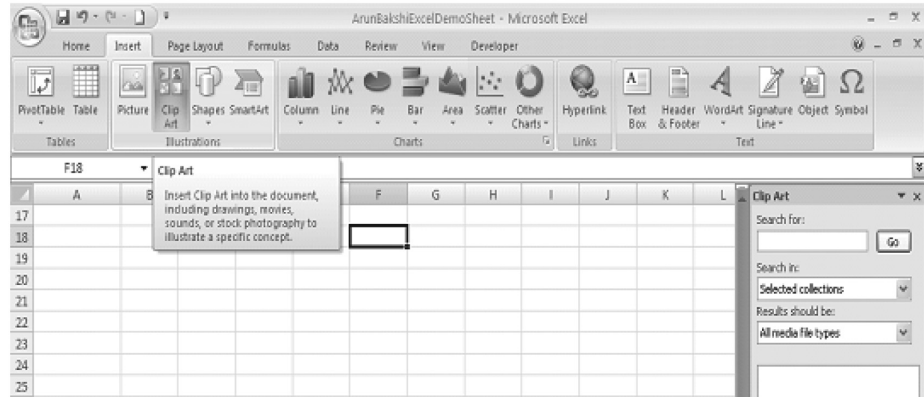 ArunBakshiExcelDemoSheet - Microsoft Excel
Home Insert Page Layout Formulas Data Review View Developer
PivotTable Table Picture Clip Art Shapes SmartArt Column Line Pie Bar Area Scatter Other Charts Hyperlink Text Box Header & Footer WordArt Signature Line Object Symbol
Tables Illustrations Charts Links Text
F18
Clip Art
Insert Clip Art into the document,
including drawings, movies,
sounds, or stock photography to
illustrate a specific concept.
A B F G H I J K L
17
18
19
20
21
22
23
24
25
Clip Art
Search for:
Go
Search in:
Selected collections
Results should be:
All media file types